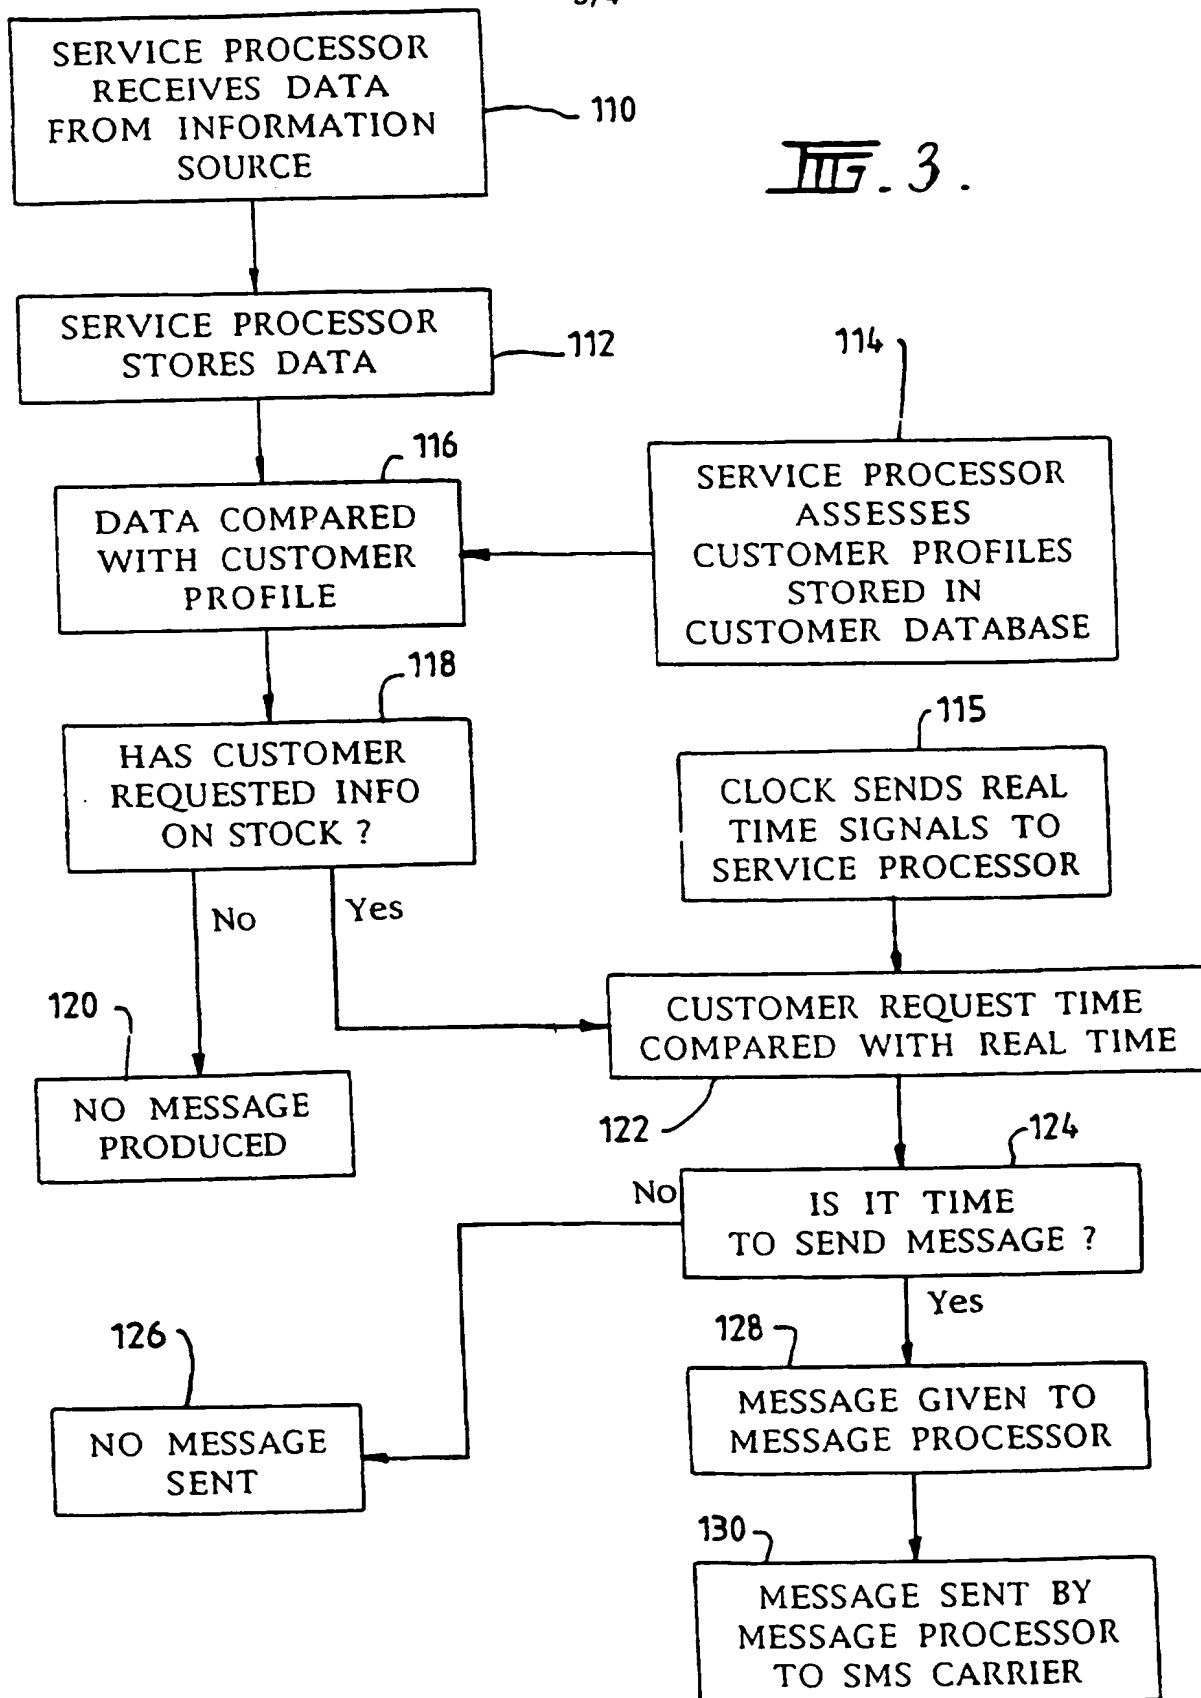 SERVICE PROCESSOR
RECEIVES DATA
FROM INFORMATION
SOURCE
110
FIG. 3.
SERVICE PROCESSOR
STORES DATA
112
114
116
DATA COMPARED
WITH CUSTOMER
PROFILE
SERVICE PROCESSOR
ASSESSES
CUSTOMER PROFILES
STORED IN
CUSTOMER DATABASE
118
HAS CUSTOMER
REQUESTED INFO
ON STOCK ?
115
CLOCK SENDS REAL
TIME SIGNALS TO
SERVICE PROCESSOR
No
Yes
120
NO MESSAGE
PRODUCED
CUSTOMER REQUEST TIME
COMPARED WITH REAL TIME
122
124
No
IS IT TIME
TO SEND MESSAGE ?
Yes
126
NO MESSAGE
SENT
128
MESSAGE GIVEN TO
MESSAGE PROCESSOR
130
MESSAGE SENT BY
MESSAGE PROCESSOR
TO SMS CARRIER